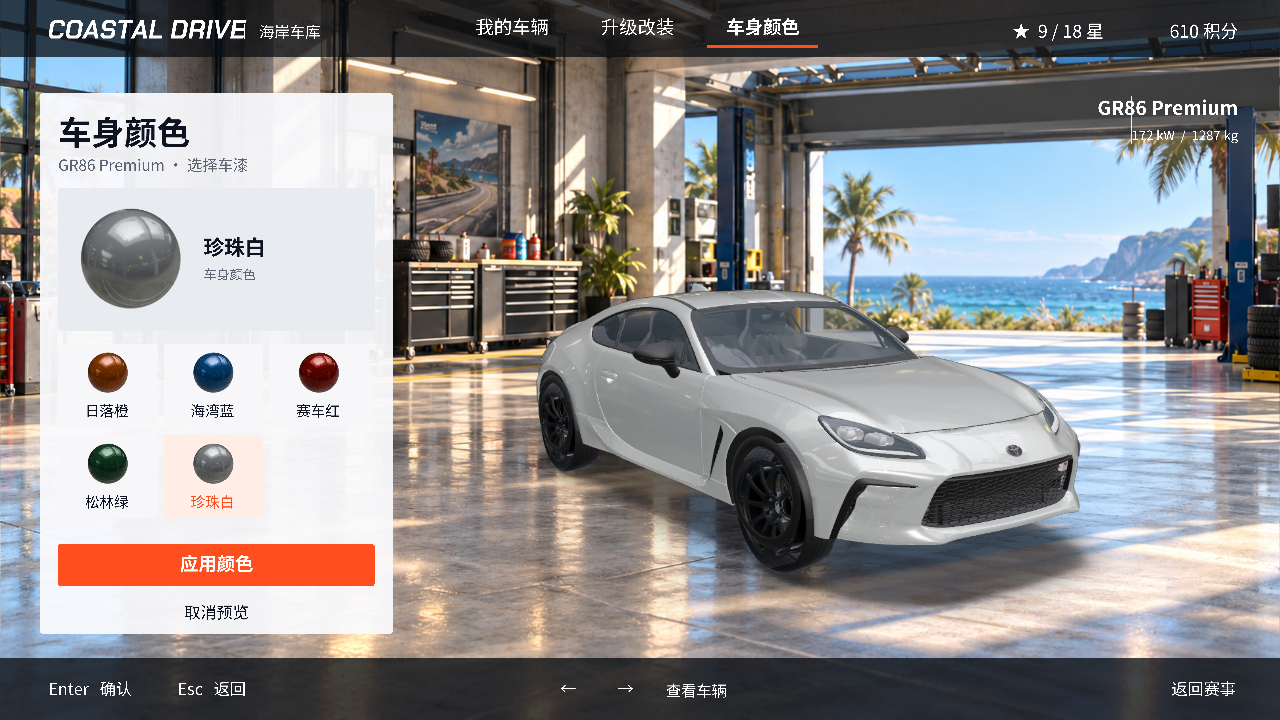 COASTAL DRIVE 海岸车库
我的车辆 升级改装 车身颜色
★ 9 / 18 星 610 积分
GR86 Premium
172 kW / 1287 kg
车身颜色
GR86 Premium · 选择车漆
珍珠白
车身颜色
日落橙 海湾蓝 赛车红
松林绿 珍珠白
应用颜色
取消预览
Enter 确认 Esc 返回 ← → 查看车辆 返回赛事